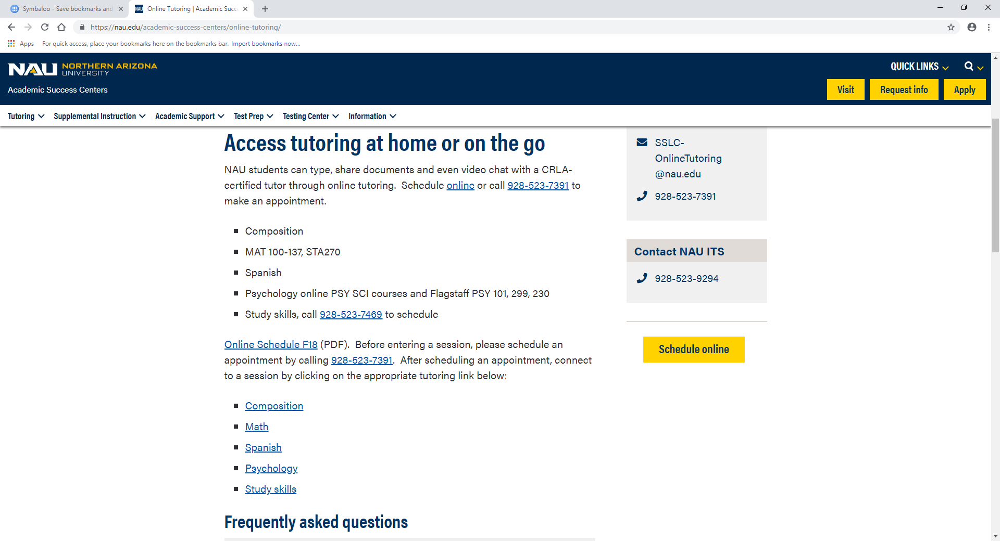 Symbaloo - Save bookmarks and
Online Tutoring | Academic Succe
https://nau.edu/academic-success-centers/online-tutoring/
Apps For quick access, place your bookmarks here on the bookmarks bar. Import bookmarks now...
NAU NORTHERN ARIZONA
UNIVERSITY
Academic Success Centers
QUICK LINKS
Visit Request info Apply
Tutoring Supplemental Instruction Academic Support Test Prep Testing Center Information
Access tutoring at home or on the go
NAU students can type, share documents and even video chat with a CRLA-
certified tutor through online tutoring. Schedule online or call 928-523-7391 to
make an appointment.
Composition
MAT 100-137, STA270
Spanish
Psychology online PSY SCI courses and Flagstaff PSY 101, 299, 230
Study skills, call 928-523-7469 to schedule
Online Schedule F18 (PDF). Before entering a session, please schedule an
appointment by calling 928-523-7391. After scheduling an appointment, connect
to a session by clicking on the appropriate tutoring link below:
Composition
Math
Spanish
Psychology
Study skills
Frequently asked questions
SSLC-
OnlineTutoring
@nau.edu
928-523-7391
Contact NAU ITS
928-523-9294
Schedule online